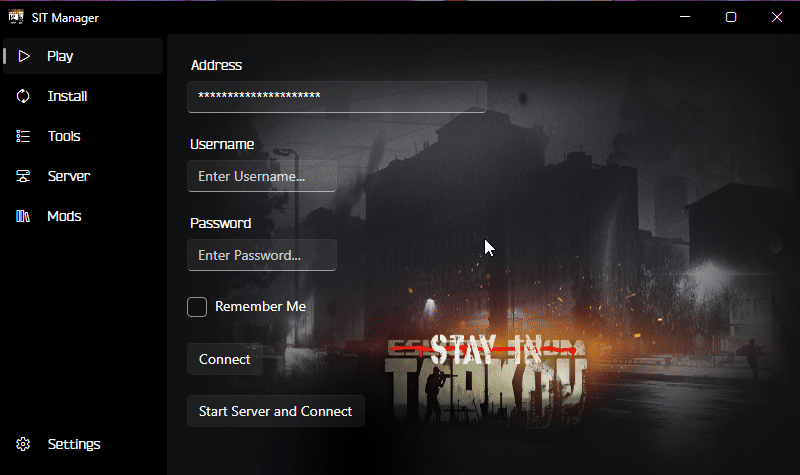 SIT Manager
Play
Install
Tools
Server
Mods
Settings
Address
*********************
Username
Enter Username...
Password
Enter Password...
Remember Me
Connect
Start Server and Connect
STAY IN
TARKOV